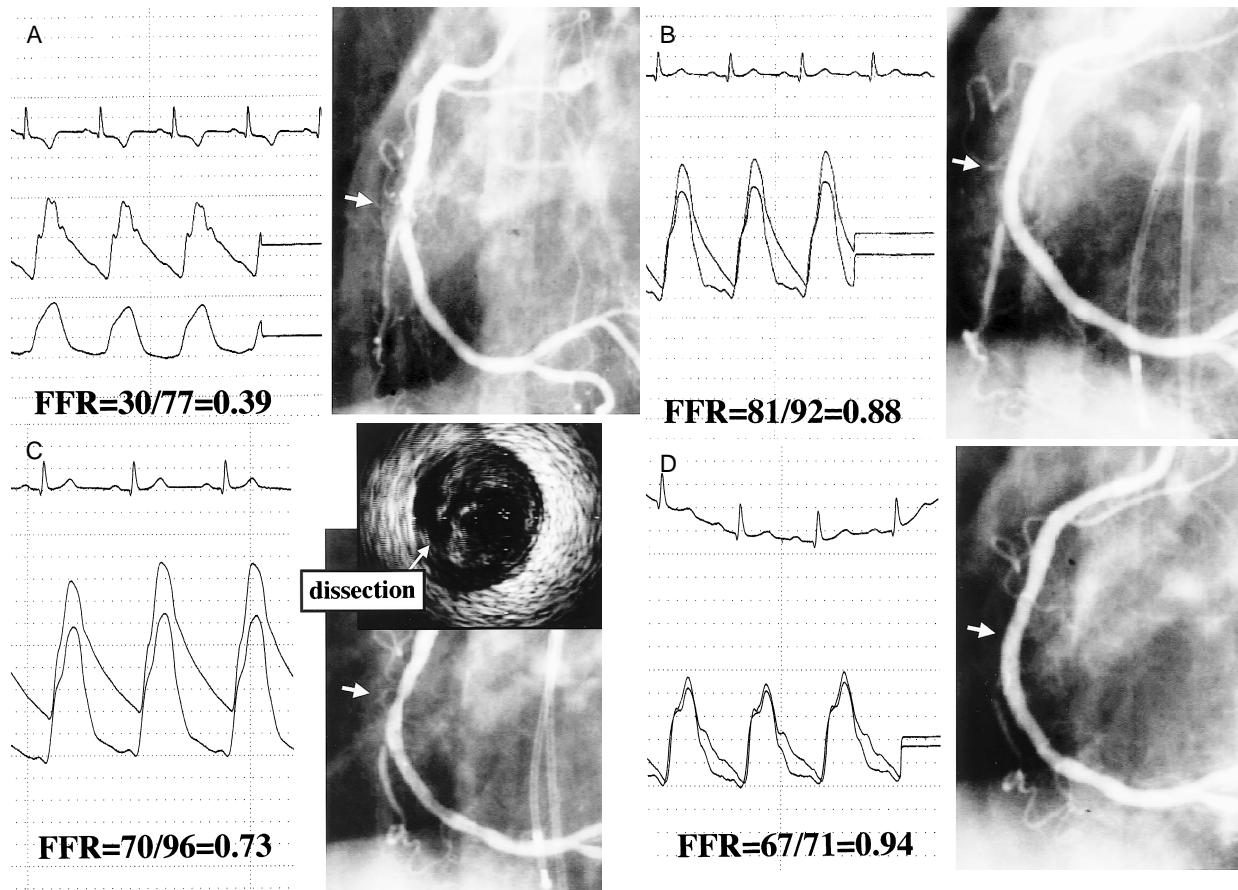 A
FFR=30/77=0.39
B
FFR=81/92=0.88
C
dissection
FFR=70/96=0.73
D
FFR=67/71=0.94